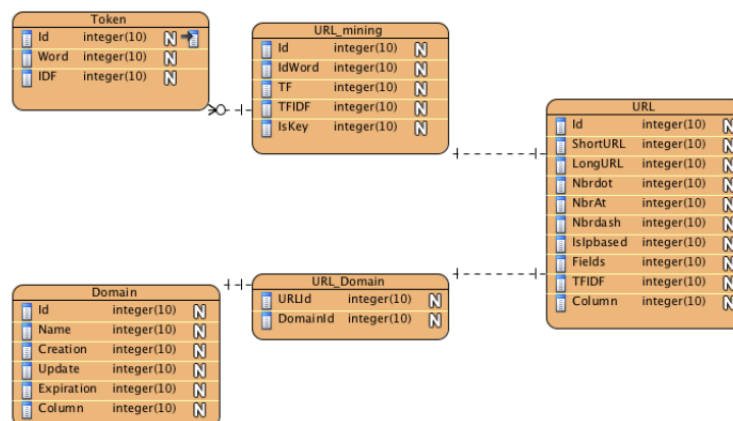 Token
Id integer(10) N
Word integer(10) N
IDF integer(10) N
URL_mining
Id integer(10) N
IdWord integer(10) N
TF integer(10) N
TFIDF integer(10) N
IsKey integer(10) N
URL
Id integer(10) N
ShortURL integer(10) N
LongURL integer(10) N
Nbrdot integer(10) N
NbrAt integer(10) N
Nbrdash integer(10) N
IsIpbased integer(10) N
Fields integer(10) N
TFIDF integer(10) N
Column integer(10) N
Domain
Id integer(10) N
Name integer(10) N
Creation integer(10) N
Update integer(10) N
Expiration integer(10) N
Column integer(10) N
URL_Domain
URLId integer(10) N
DomainId integer(10) N